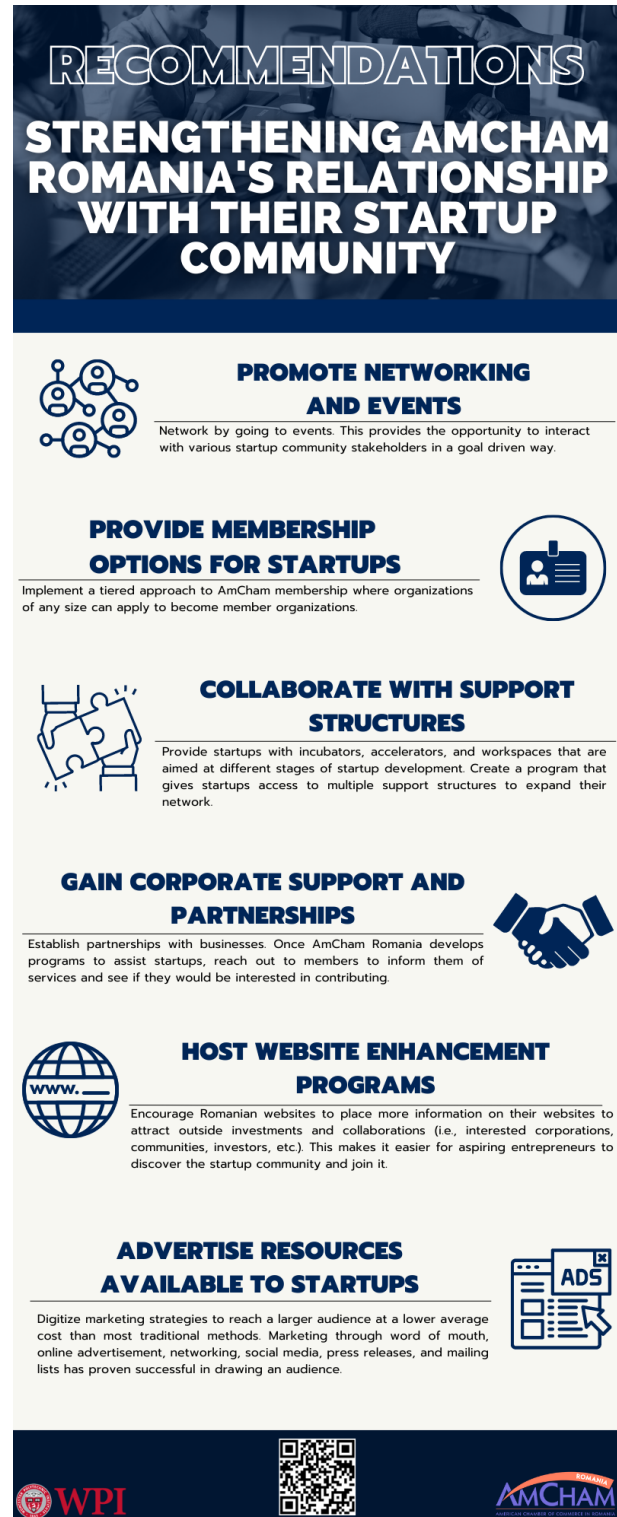 RECOMMENDATIONS
STRENGTHENING AMCHAM
ROMANIA'S RELATIONSHIP
WITH THEIR STARTUP
COMMUNITY
PROMOTE NETWORKING
AND EVENTS
Network by going to events. This provides the opportunity to interact
with various startup community stakeholders in a goal driven way.
PROVIDE MEMBERSHIP
OPTIONS FOR STARTUPS
Implement a tiered approach to AmCham membership where organizations
of any size can apply to become member organizations.
COLLABORATE WITH SUPPORT
STRUCTURES
Provide startups with incubators, accelerators, and workspaces that are
aimed at different stages of startup development. Create a program that
gives startups access to multiple support structures to expand their
network.
GAIN CORPORATE SUPPORT AND
PARTNERSHIPS
Establish partnerships with businesses. Once AmCham Romania develops
programs to assist startups, reach out to members to inform them of
services and see if they would be interested in contributing.
www.
HOST WEBSITE ENHANCEMENT
PROGRAMS
Encourage Romanian websites to place more information on their websites to
attract outside investments and collaborations (i.e., interested corporations,
communities, investors, etc.). This makes it easier for aspiring entrepreneurs to
discover the startup community and join it.
ADVERTISE RESOURCES
AVAILABLE TO STARTUPS
ADS
Digitize marketing strategies to reach a larger audience at a lower average
cost than most traditional methods. Marketing through word of mouth,
online advertisement, networking, social media, press releases, and mailing
lists has proven successful in drawing an audience.
WPI
ROMANIA
AMCHAM
AMERICAN CHAMBER OF COMMERCE IN ROMANIA